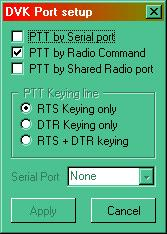 DVK Port setup
PTT by Serial port
PTT by Radio Command
PTT by Shared Radio port
PTT Keying line
RTS Keying only
DTR Keying only
RTS + DTR keying
Serial Port None
Apply Cancel